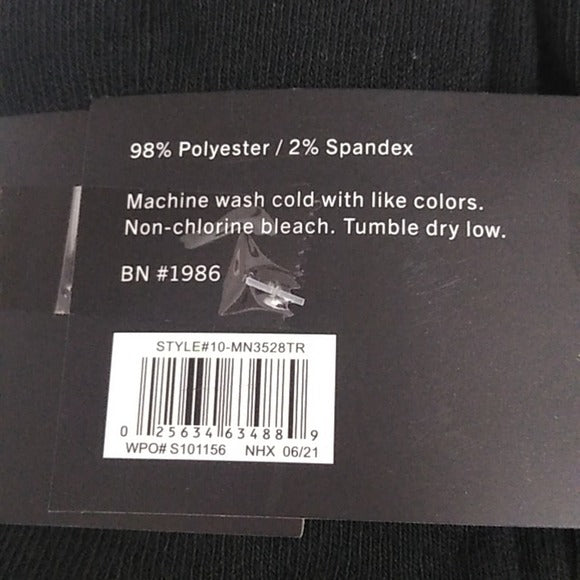 98% Polyester / 2% Spandex
Machine wash cold with like colors.
Non-chlorine bleach. Tumble dry low.
BN #1986
STYLE#10-MN3528TR
0 25634 63488 9
WPO# S101156 NHX 06/21